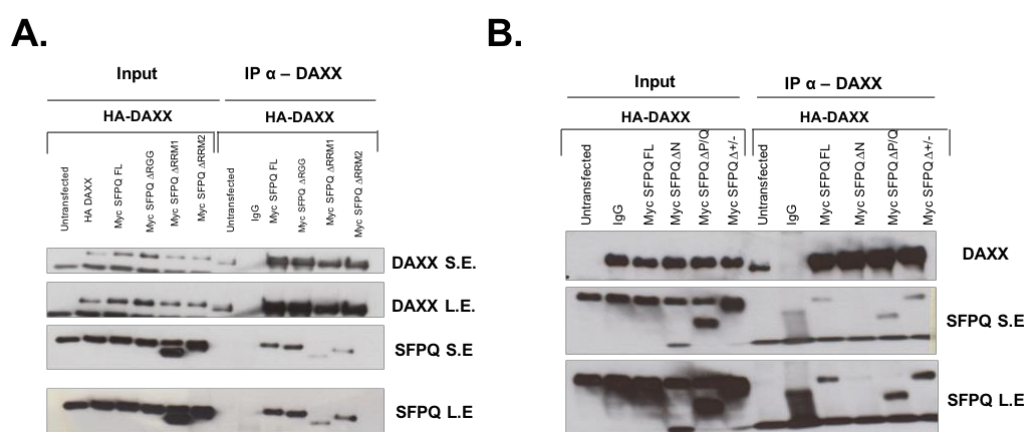 A.
Input
IP α – DAXX
HA-DAXX
HA-DAXX
Untransfected
HA DAXX
Myc SFPQ FL
Myc SFPQ ΔRGG
Myc SFPQ ΔRRM1
Myc SFPQ ΔRRM2
Untransfected
IgG
Myc SFPQ FL
Myc SFPQ ΔRGG
Myc SFPQ ΔRRM1
Myc SFPQ ΔRRM2
DAXX S.E.
DAXX L.E.
SFPQ S.E
SFPQ L.E
B.
Input
IP α – DAXX
HA-DAXX
HA-DAXX
Untransfected
IgG
Myc SFPQ FL
Myc SFPQ ΔN
Myc SFPQ ΔP/Q
Myc SFPQ Δ+/-
Untransfected
IgG
Myc SFPQ FL
Myc SFPQ ΔN
Myc SFPQ ΔP/Q
Myc SFPQ Δ+/-
DAXX
SFPQ S.E
SFPQ L.E